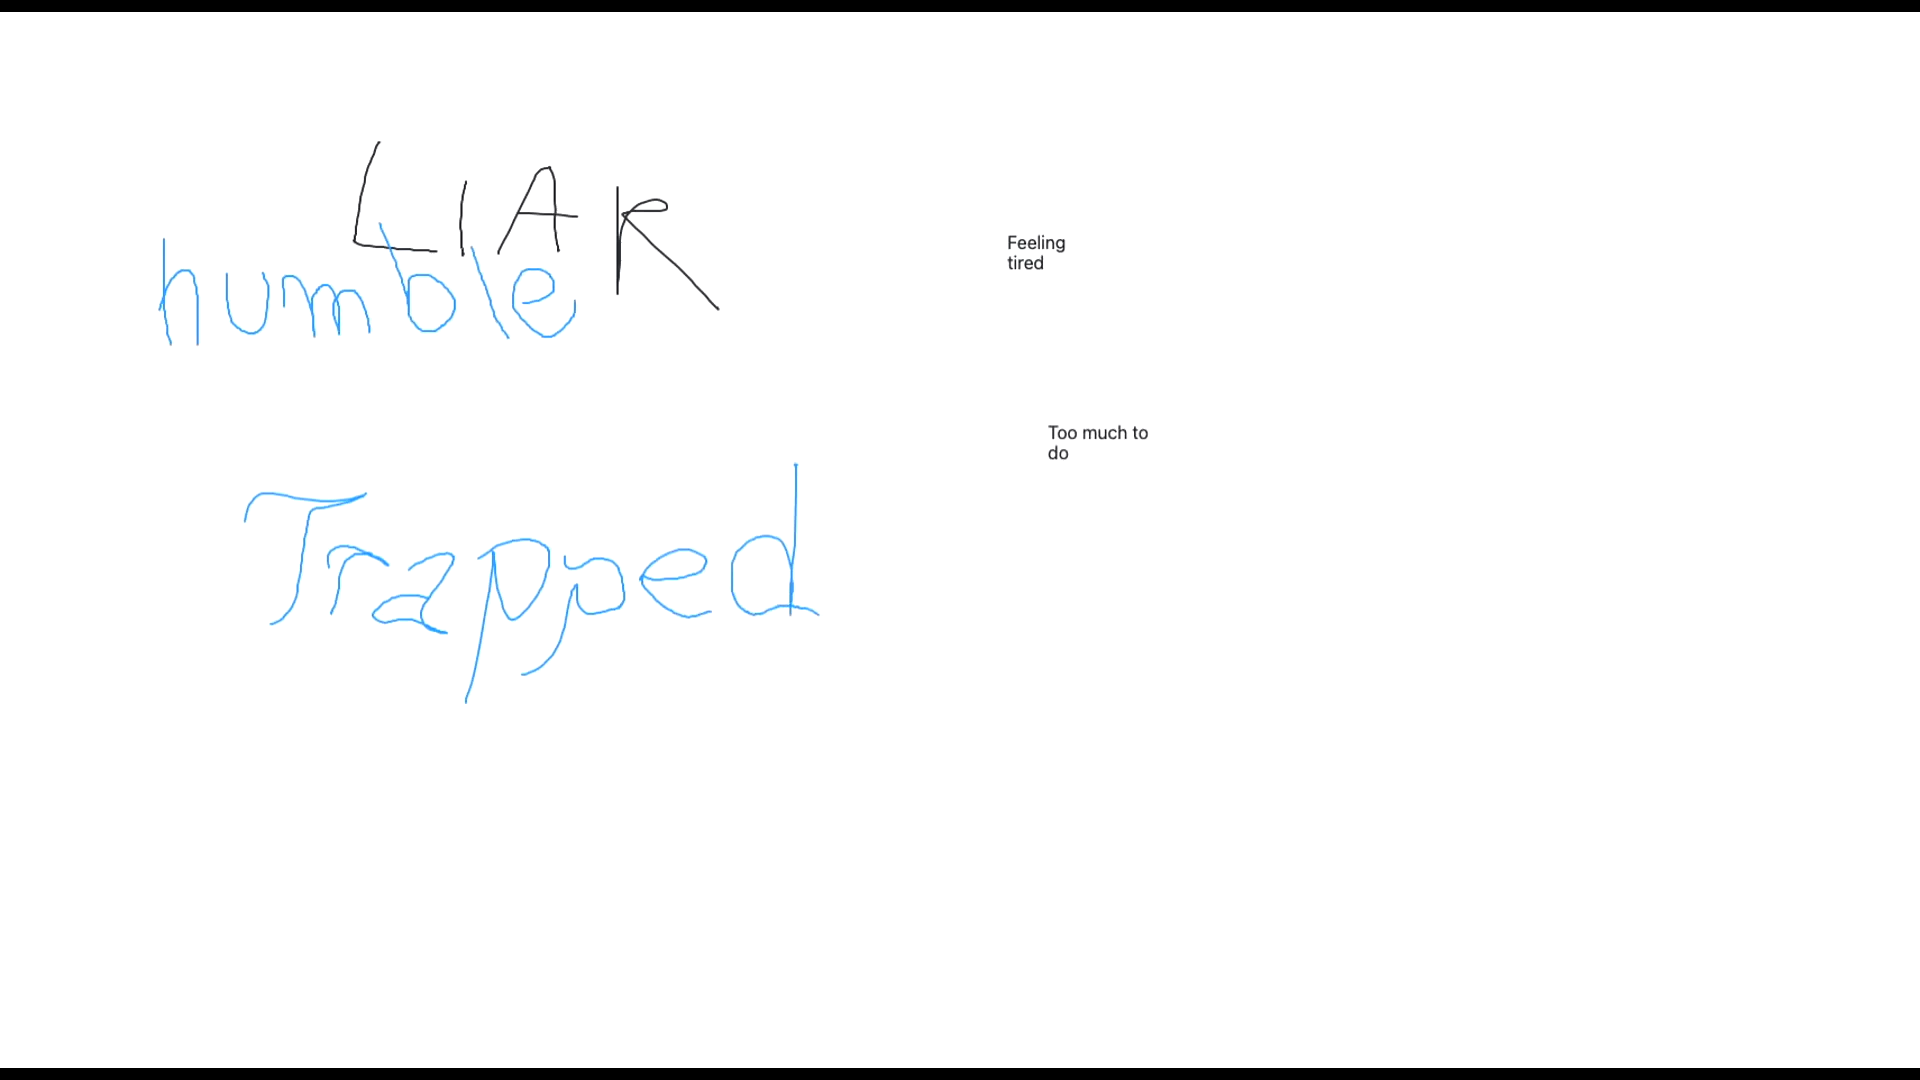 LIAR
humble
Trapped
Feeling
tired
Too much to
do